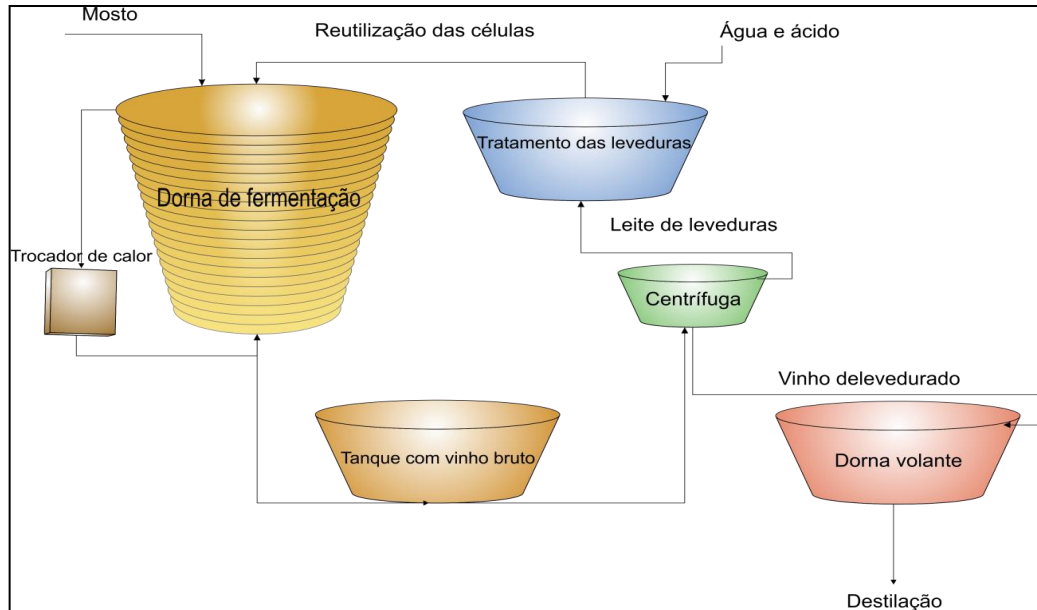 Mosto
Reutilização das células
Água e ácido
Tratamento das leveduras
Dorna de fermentação
Leite de leveduras
Trocador de calor
Centrífuga
Vinho delevedurado
Tanque com vinho bruto
Dorna volante
Destilação